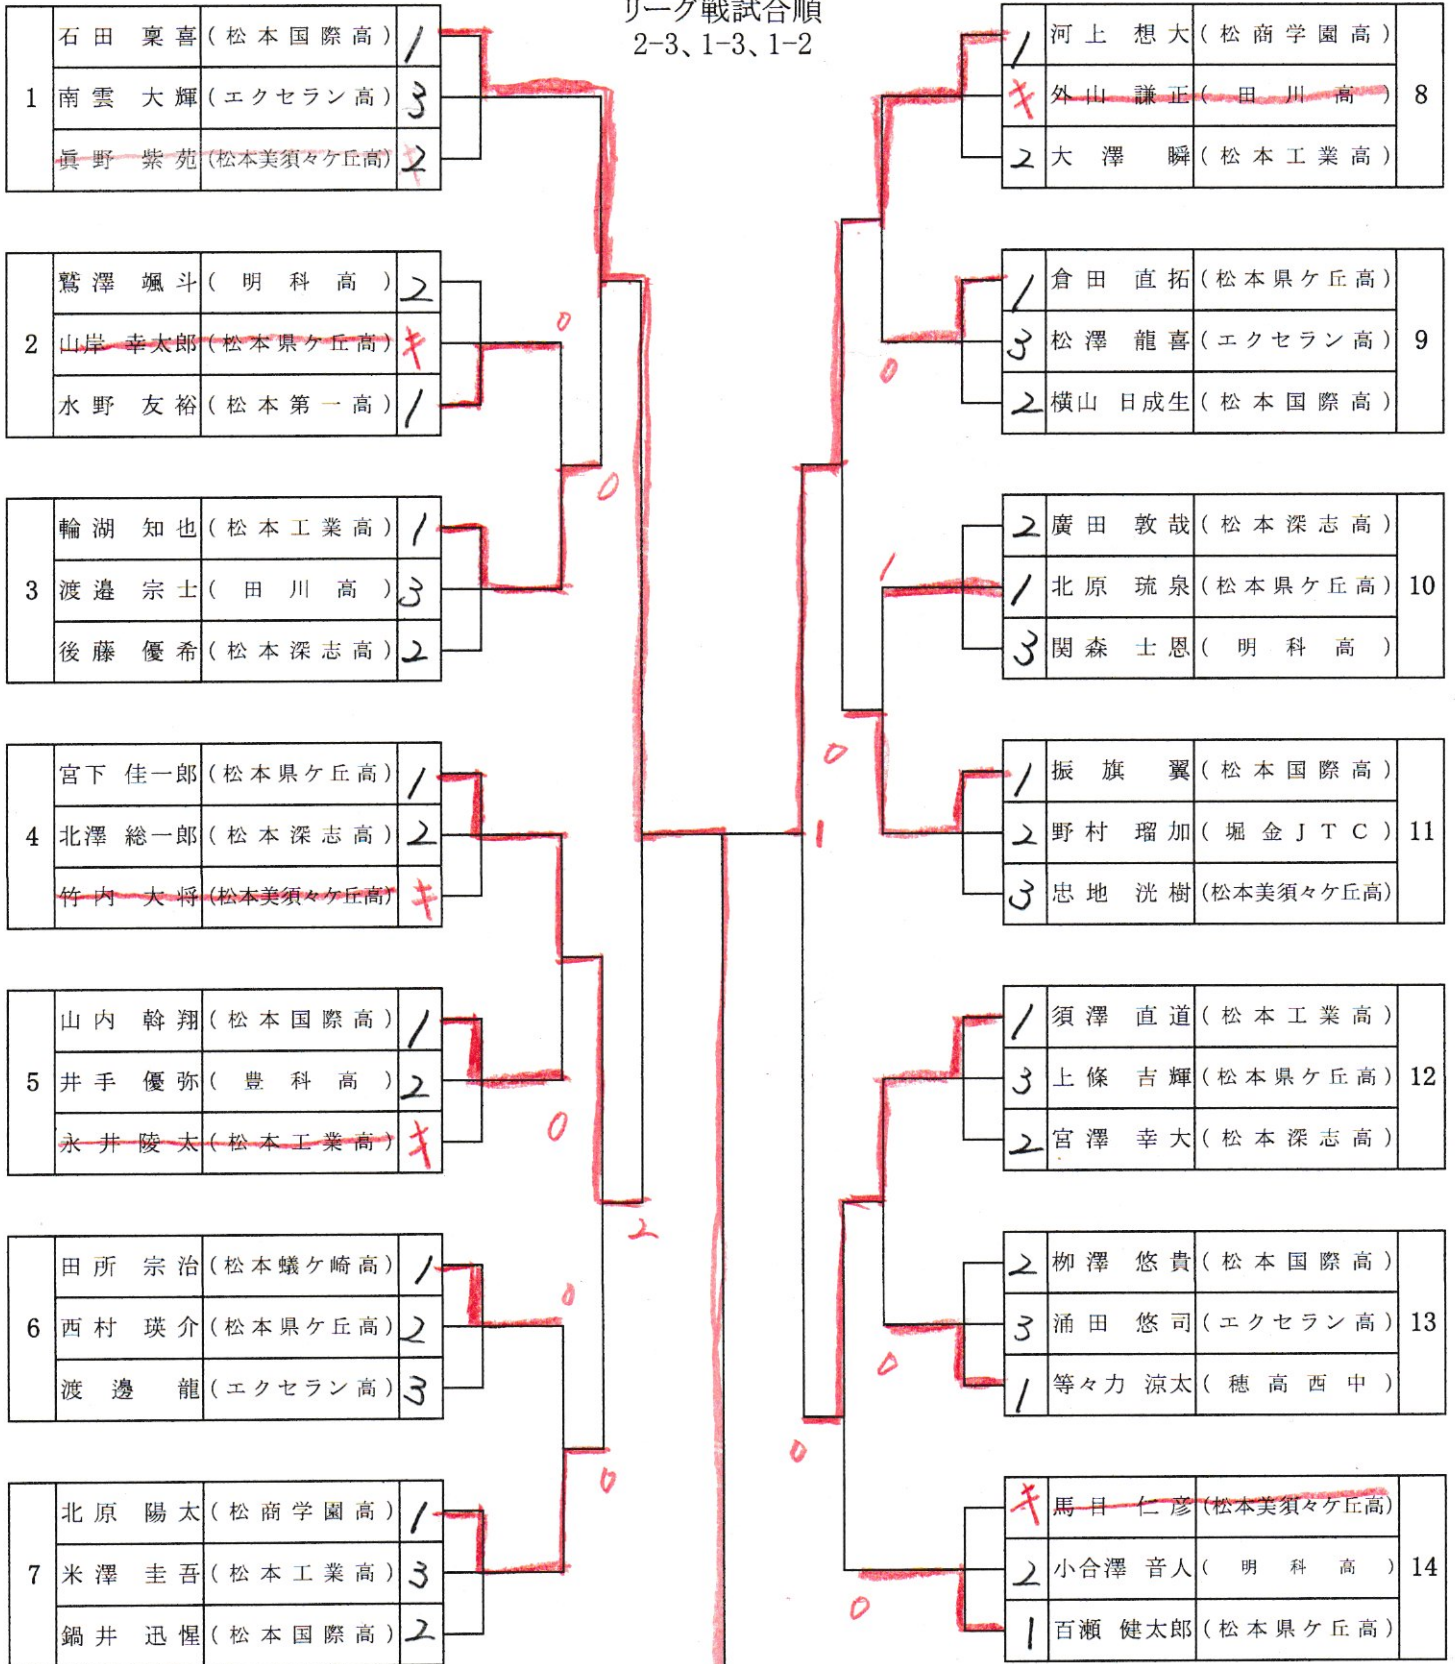 リーグ戦試合順
2-3、1-3、1-2
1
石田 稟喜 (松本国際高) 1
南雲 大輝 (エクセラン高) 3
眞野 紫苑 (松本美須々ケ丘高) 2
2
鷲澤 颯斗 (明科高) 2
山岸 幸太郎 (松本県ケ丘高) キ
水野 友裕 (松本第一高) 1
0
3
輪湖 知也 (松本工業高) 1
渡邉 宗士 (田川高) 3
後藤 優希 (松本深志高) 2
0
4
宮下 佳一郎 (松本県ケ丘高) 1
北澤 総一郎 (松本深志高) 2
竹内 大将 (松本美須々ケ丘高) キ
5
山内 斡翔 (松本国際高) 1
井手 優弥 (豊科高) 2
永井 陵太 (松本工業高) キ
0
2
6
田所 宗治 (松本蟻ケ崎高) 1
西村 瑛介 (松本県ケ丘高) 2
渡邊 龍 (エクセラン高) 3
0
0
7
北原 陽太 (松商学園高) 1
米澤 圭吾 (松本工業高) 3
鍋井 迅惺 (松本国際高) 2
8
1 河上 想大 (松商学園高)
キ 外山 謙正 (田川高)
2 大澤 瞬 (松本工業高)
9
1 倉田 直拓 (松本県ケ丘高)
3 松澤 龍喜 (エクセラン高)
2 横山 日成生 (松本国際高)
0
10
2 廣田 敦哉 (松本深志高)
1 北原 琉泉 (松本県ケ丘高)
3 関森 士恩 (明科高)
1
0
1
11
1 振旗 翼 (松本国際高)
2 野村 瑠加 (堀金JTC)
3 忠地 洸樹 (松本美須々ケ丘高)
12
1 須澤 直道 (松本工業高)
3 上條 吉輝 (松本県ケ丘高)
2 宮澤 幸大 (松本深志高)
13
2 栁澤 悠貴 (松本国際高)
3 涌田 悠司 (エクセラン高)
1 等々力 涼太 (穂高西中)
0
0
14
キ 馬目 仁彦 (松本美須々ケ丘高)
2 小合澤 音人 (明科高)
1 百瀬 健太郎 (松本県ケ丘高)
0